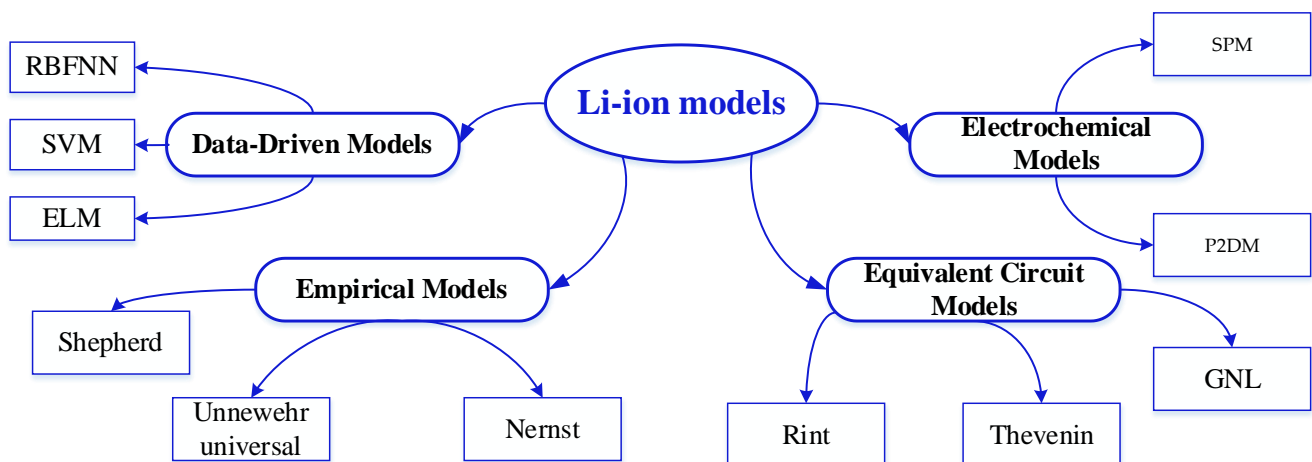 Li-ion models
Data-Driven Models
RBFNN
SVM
ELM
Empirical Models
Shepherd
Unnewehr
universal
Nernst
Equivalent Circuit
Models
Rint
Thevenin
GNL
Electrochemical
Models
SPM
P2DM